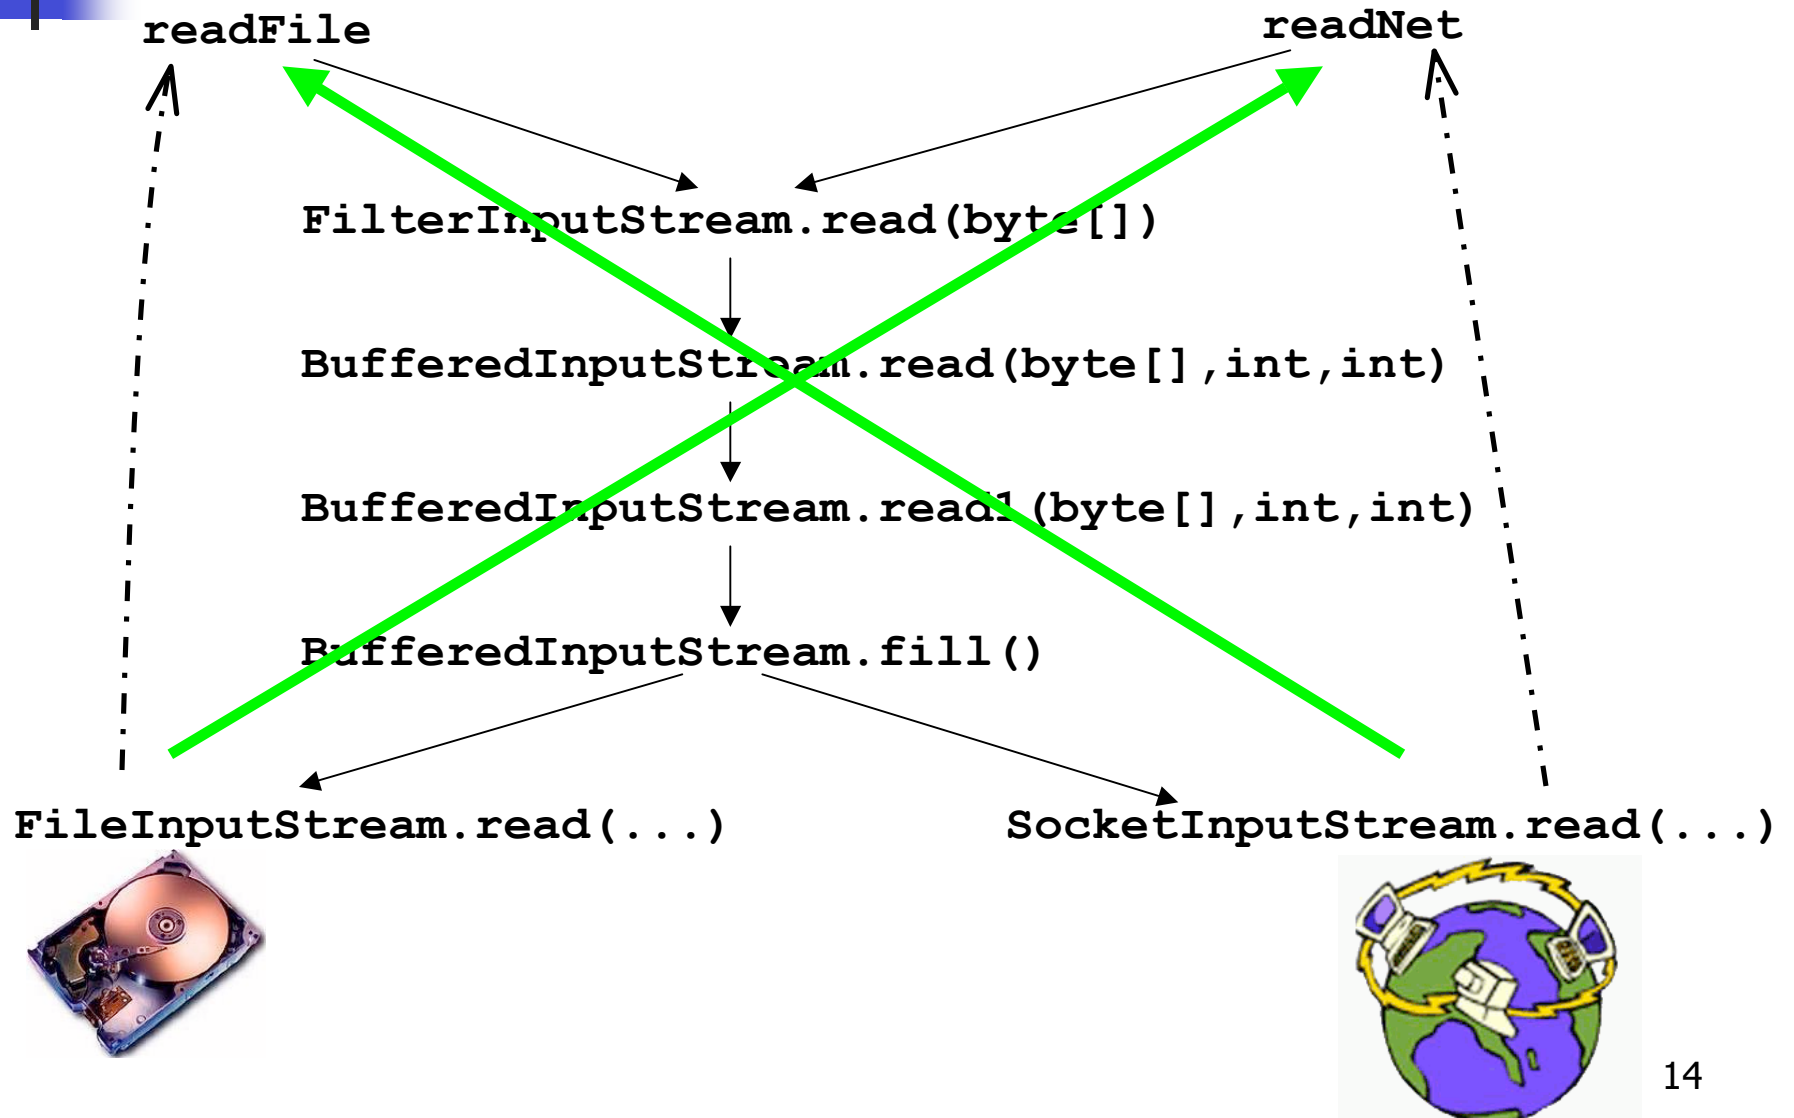 readFile
readNet
FilterInputStream.read(byte[])
BufferedInputStream.read(byte[],int,int)
BufferedInputStream.read1(byte[],int,int)
BufferedInputStream.fill()
FileInputStream.read(...)
SocketInputStream.read(...)
14